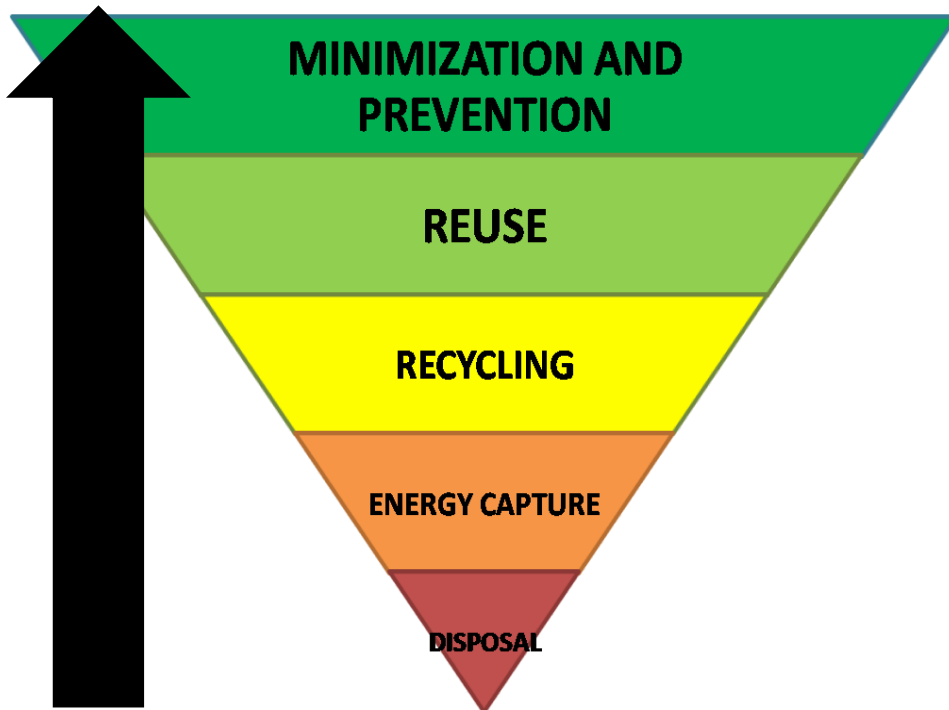 MINIMIZATION AND
PREVENTION
REUSE
RECYCLING
ENERGY CAPTURE
DISPOSAL